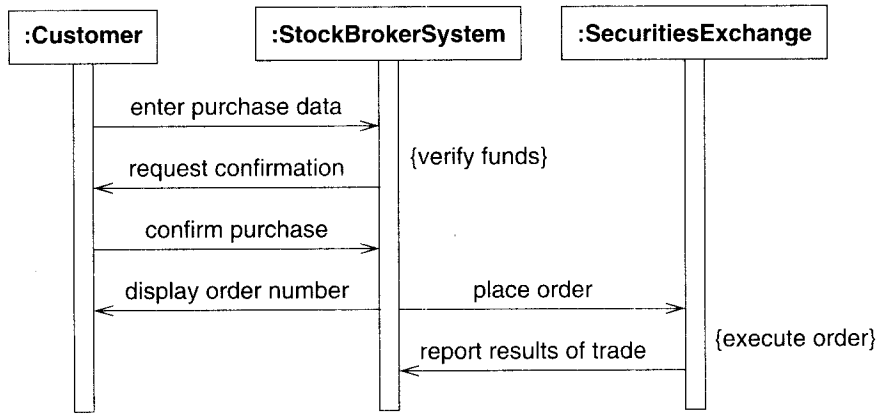 :Customer
:StockBrokerSystem
:SecuritiesExchange
enter purchase data
{verify funds}
request confirmation
confirm purchase
display order number
place order
{execute order}
report results of trade